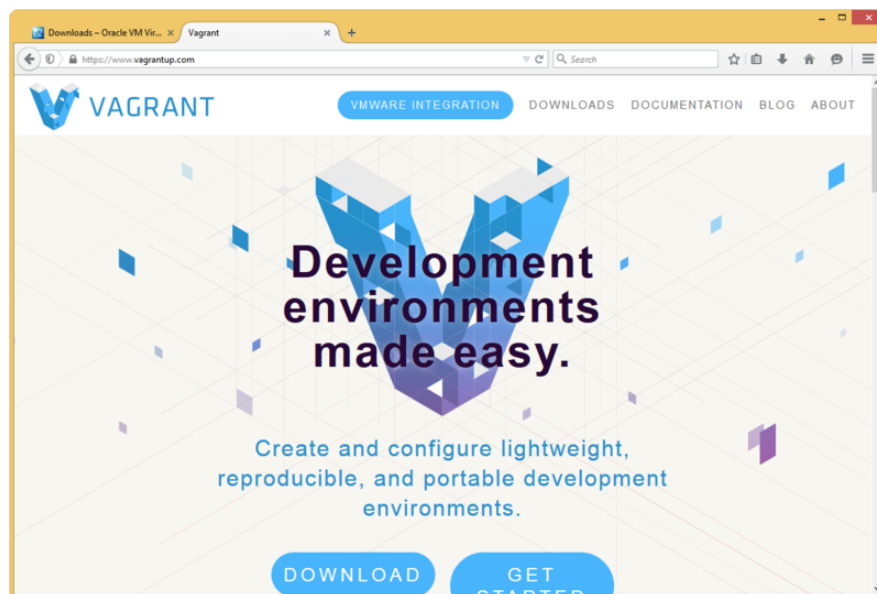 Downloads – Oracle VM Vir...
Vagrant
https://www.vagrantup.com
Search
VAGRANT
VMWARE INTEGRATION
DOWNLOADS
DOCUMENTATION
BLOG
ABOUT
Development
environments
made easy.
Create and configure lightweight,
reproducible, and portable development
environments.
DOWNLOAD
GET
STARTED